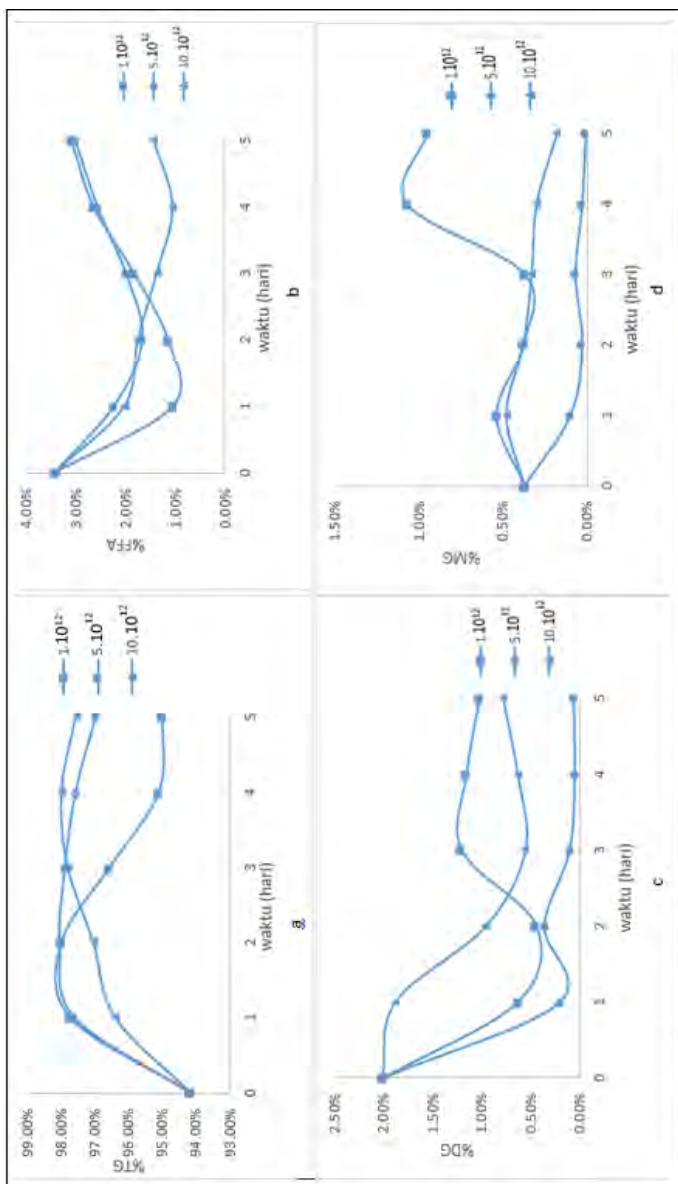 99.00%
98.00%
97.00%
96.00%
95.00%
94.00%
93.00%
%TG
0 1 2 3 4 5
waktu (hari)
1.10¹²
5.10¹²
10.10¹²
a
4.00%
3.00%
2.00%
1.00%
0.00%
%FFA
0 1 2 3 4 5
waktu (hari)
1.10¹²
5.10¹²
10.10¹²
b
2.50%
2.00%
1.50%
1.00%
0.50%
0.00%
%DG
0 1 2 3 4 5
waktu (hari)
1.10¹²
5.10¹²
10.10¹²
c
1.50%
1.00%
0.50%
0.00%
%MG
0 1 2 3 4 5
waktu (hari)
1.10¹²
5.10¹²
10.10¹²
d